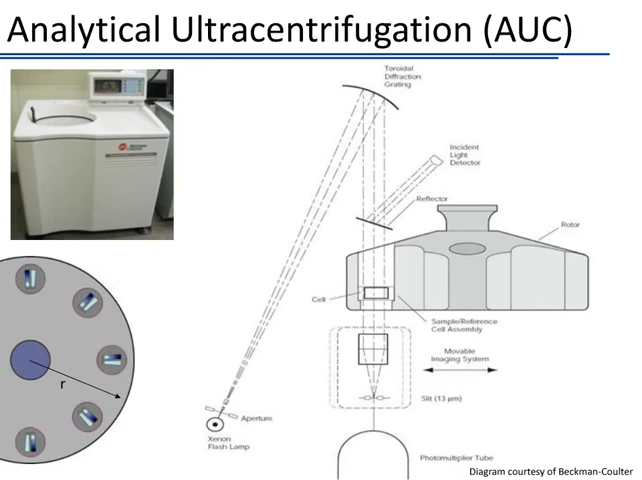 Analytical Ultracentrifugation (AUC)
Toroidal
Diffraction
Grating
Incident
Light
Detector
Reflector
Rotor
Cell
Sample/Reference
Cell Assembly
Movable
Imaging System
r
Slit (13 µm)
Aperture
Xenon
Flash Lamp
Photomultiplier Tube
Diagram courtesy of Beckman-Coulter